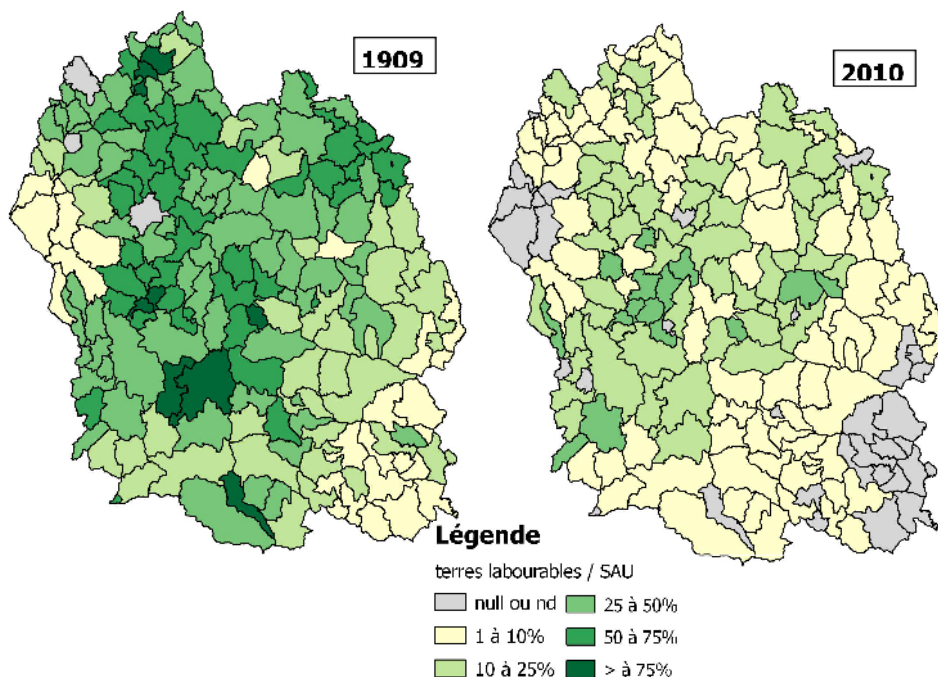 1909
2010
Légende
terres labourables / SAU
null ou nd
25 à 50%
1 à 10%
50 à 75%
10 à 25%
> à 75%